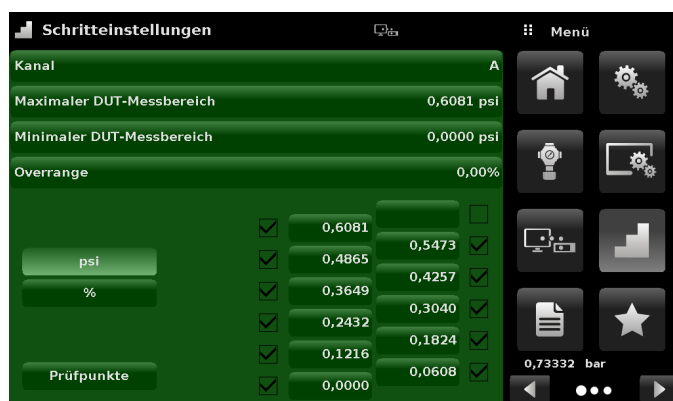 Schritteinstellungen
Menü
Kanal A
Maximaler DUT-Messbereich 0,6081 psi
Minimaler DUT-Messbereich 0,0000 psi
Overrange 0,00%
0,6081
0,5473
psi 0,4865
0,4257
% 0,3649
0,3040
0,2432
0,1824
0,1216
0,73332 bar
Prüfpunkte 0,0608
0,0000